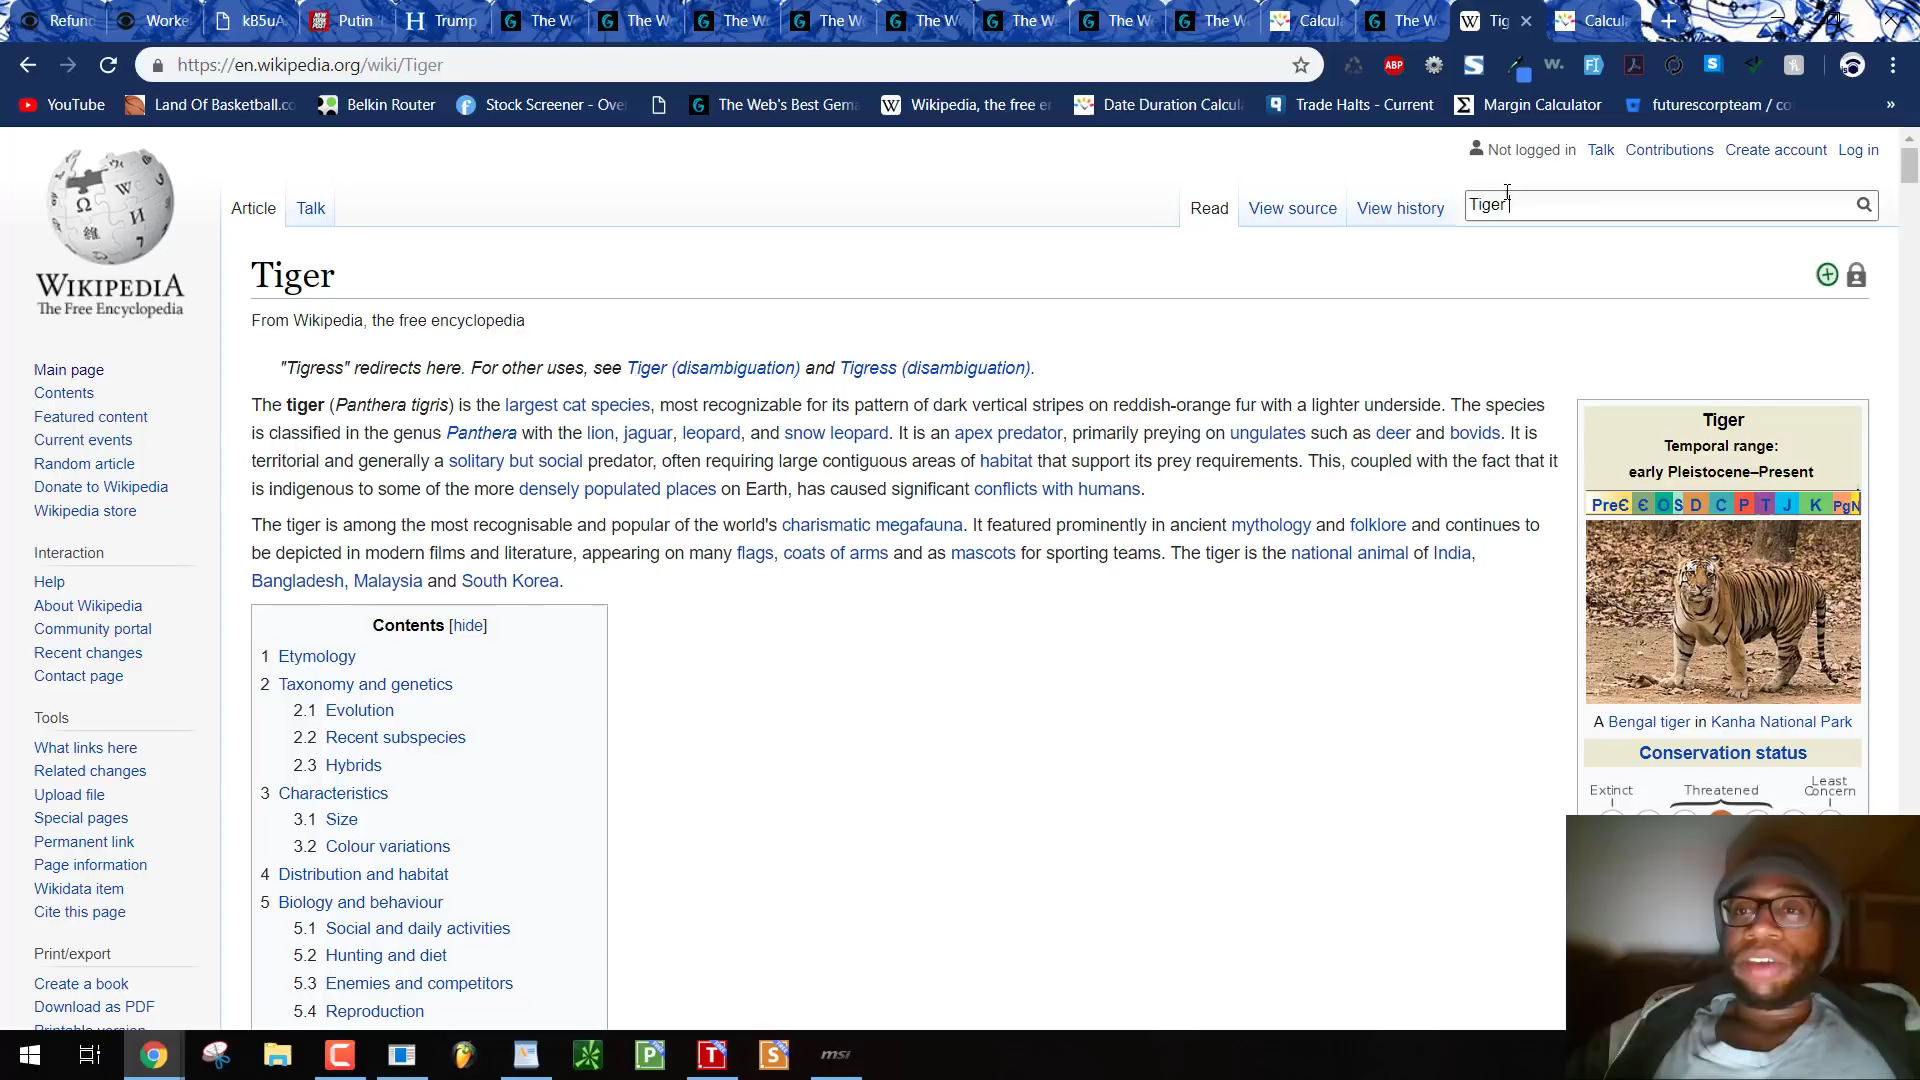 Refun
Worke
kB5uA
Putin
Trump
The W
The W
The W
The W
The W
The W
The W
The W
Calcul
The W
Tig
Calcul
https://en.wikipedia.org/wiki/Tiger
YouTube
Land Of Basketball.co
Belkin Router
Stock Screener - Over
The Web's Best Gema
Wikipedia, the free en
Date Duration Calcul
Trade Halts - Current
Margin Calculator
futurescorpteam / co
»
Not logged in Talk Contributions Create account Log in
Article Talk
Read View source View history
Tiger
WIKIPEDIA
The Free Encyclopedia
Main page
Contents
Featured content
Current events
Random article
Donate to Wikipedia
Wikipedia store
Interaction
Help
About Wikipedia
Community portal
Recent changes
Contact page
Tools
What links here
Related changes
Upload file
Special pages
Permanent link
Page information
Wikidata item
Cite this page
Print/export
Create a book
Download as PDF
Printable version
Tiger
From Wikipedia, the free encyclopedia
"Tigress" redirects here. For other uses, see Tiger (disambiguation) and Tigress (disambiguation).
The tiger (Panthera tigris) is the largest cat species, most recognizable for its pattern of dark vertical stripes on reddish-orange fur with a lighter underside. The species
is classified in the genus Panthera with the lion, jaguar, leopard, and snow leopard. It is an apex predator, primarily preying on ungulates such as deer and bovids. It is
territorial and generally a solitary but social predator, often requiring large contiguous areas of habitat that support its prey requirements. This, coupled with the fact that it
is indigenous to some of the more densely populated places on Earth, has caused significant conflicts with humans.
The tiger is among the most recognisable and popular of the world's charismatic megafauna. It featured prominently in ancient mythology and folklore and continues to
be depicted in modern films and literature, appearing on many flags, coats of arms and as mascots for sporting teams. The tiger is the national animal of India,
Bangladesh, Malaysia and South Korea.
Contents [hide]
1 Etymology
2 Taxonomy and genetics
2.1 Evolution
2.2 Recent subspecies
2.3 Hybrids
3 Characteristics
3.1 Size
3.2 Colour variations
4 Distribution and habitat
5 Biology and behaviour
5.1 Social and daily activities
5.2 Hunting and diet
5.3 Enemies and competitors
5.4 Reproduction
Tiger
Temporal range:
early Pleistocene–Present
PreЄ Є O S D C P T J K PgN
A Bengal tiger in Kanha National Park
Conservation status
Extinct
Threatened
Least
Concern
ABP
msi